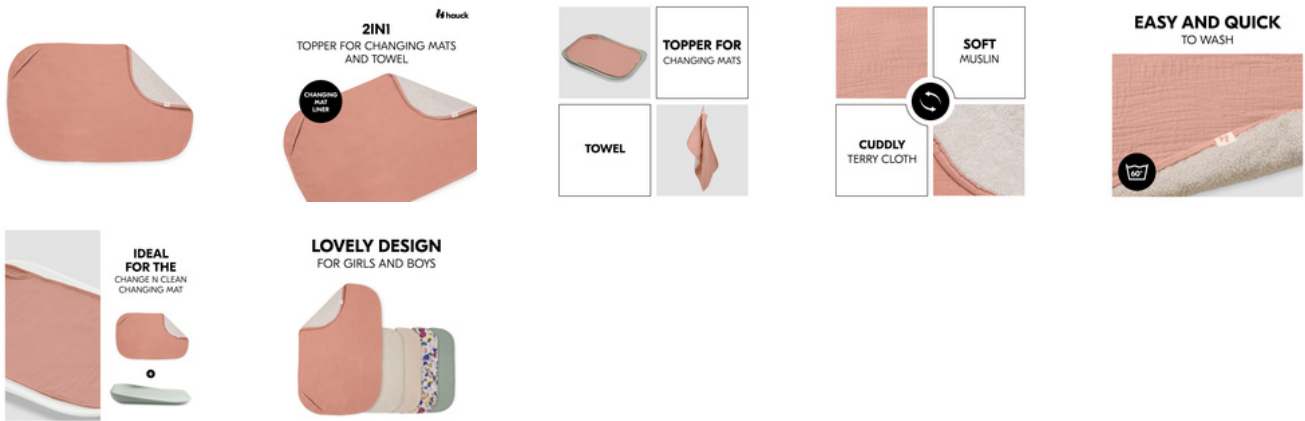 hauck
2IN1
TOPPER FOR CHANGING MATS
AND TOWEL
CHANGING
MAT
LINER
TOPPER FOR
CHANGING MATS
TOWEL
SOFT
MUSLIN
CUDDLY
TERRY CLOTH
EASY AND QUICK
TO WASH
60°
IDEAL
FOR THE
CHANGE N CLEAN
CHANGING MAT
LOVELY DESIGN
FOR GIRLS AND BOYS